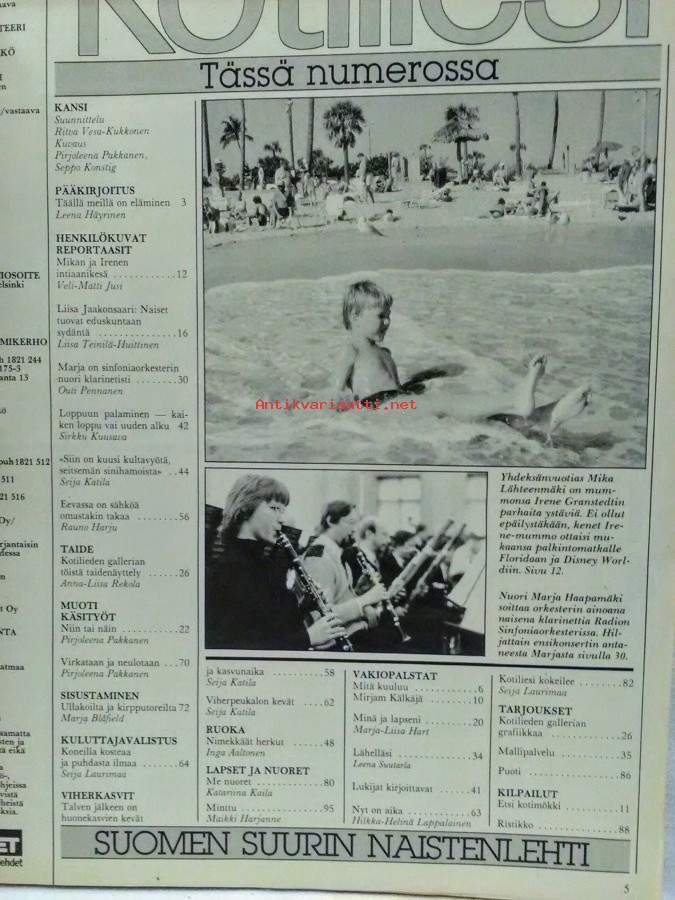 Kotiliesi
Tässä numerossa
KANSI
Suunnittelu
Ritva Vesa-Kukkonen
Kuvaus
Pirjoleena Pakkanen,
Seppo Konstig
PÄÄKIRJOITUS
Täällä meillä on eläminen 3
Leena Häyrinen
HENKILÖKUVAT
REPORTAASIT
Mikan ja Irenen
intiaanikesä ............12
Veli-Matti Jusi
Liisa Jaakonsaari: Naiset
tuovat eduskuntaan
sydäntä ...............16
Liisa Teinilä-Huittinen
Marja on sinfoniaorkesterin
nuori klarinetisti ........30
Outi Pennanen
Loppuun palaminen — kai-
ken loppu vai uuden alku 42
Sirkku Kuusava
»Siin on kuusi kultavyötä,
seitsemän sinihamoista» ..44
Seija Katila
Eevassa on sähköä
omastakin takaa ........56
Rauno Harju
TAIDE
Kotilieden gallerian
töistä taidenäyttely ......26
Anna-Liisa Rekola
MUOTI
KÄSITYÖT
Niin tai näin ...........22
Pirjoleena Pakkanen
Virkataan ja neulotaan ...70
Pirjoleena Pakkanen
SISUSTAMINEN
Ullakoilta ja kirpputoreilta 72
Marja Blåfield
KULUTTAJAVALISTUS
Koneilla kosteaa
ja puhdasta ilmaa .......64
Seija Laurimaa
VIHERKASVIT
Talven jälkeen on
huonekasvien kevät
ja kasvunaika ..........58
Seija Katila
Viherpeukalon kevät ....62
Seija Katila
RUOKA
Nimekkäät herkut .......48
Inga Aaltonen
LAPSET JA NUORET
Me nuoret .............80
Katariina Kaila
Minttu ................95
Maikki Harjanne
VAKIOPALSTAT
Mitä kuuluu ............6
Mirjam Kälkäjä .........10
Minä ja lapseni .........20
Marja-Liisa Hart
Lähelläsi ..............34
Leena Suutarla
Lukijat kirjoittavat ......41
Nyt on aika ............63
Hilkka-Helinä Lappalainen
Kotiliesi kokeilee ........82
Seija Laurimaa
TARJOUKSET
Kotilieden gallerian
grafiikkaa ..............26
Mallipalvelu ............35
Puoti .................86
KILPAILUT
Etsi kotimökki ..........11
Ristikko ...............88
Yhdeksänvuotias Mika
Lähteenmäki on mum-
monsa Irene Granstedtin
parhaita ystäviä. Ei ollut
epäilystäkään, kenet Ire-
ne-mummo ottaisi mu-
kaansa palkintomatkalle
Floridaan ja Disney Worl-
diin. Sivu 12.
Nuori Marja Haapamäki
soittaa orkesterin ainoana
naisena klarinettia Radion
Sinfoniaorkesterissa. Hil-
jattain ensikonsertin anta-
neesta Marjasta sivulla 30.
Antikvariaatti.net
SUOMEN SUURIN NAISTENLEHTI
5